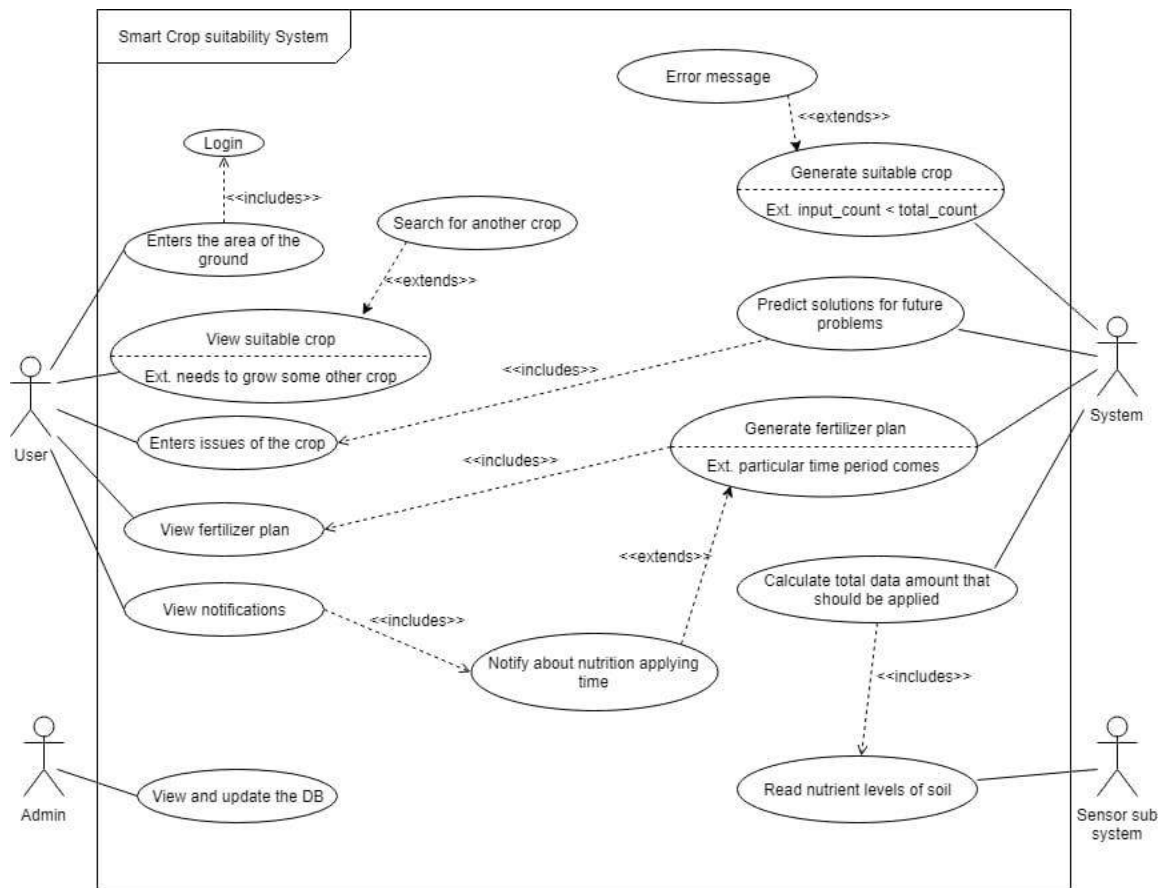 Smart Crop suitability System
Error message
<<extends>>
Login
Generate suitable crop
<<includes>>
Ext. input_count < total_count
Search for another crop
Enters the area of the
ground
<<extends>>
Predict solutions for future
problems
View suitable crop
<<includes>>
Ext. needs to grow some other crop
User
System
Enters issues of the crop
Generate fertilizer plan
<<includes>>
Ext. particular time period comes
View fertilizer plan
<<extends>>
Calculate total data amount that
should be applied
View notifications
<<includes>>
Notify about nutrition applying
time
<<includes>>
Admin
View and update the DB
Read nutrient levels of soil
Sensor sub
system